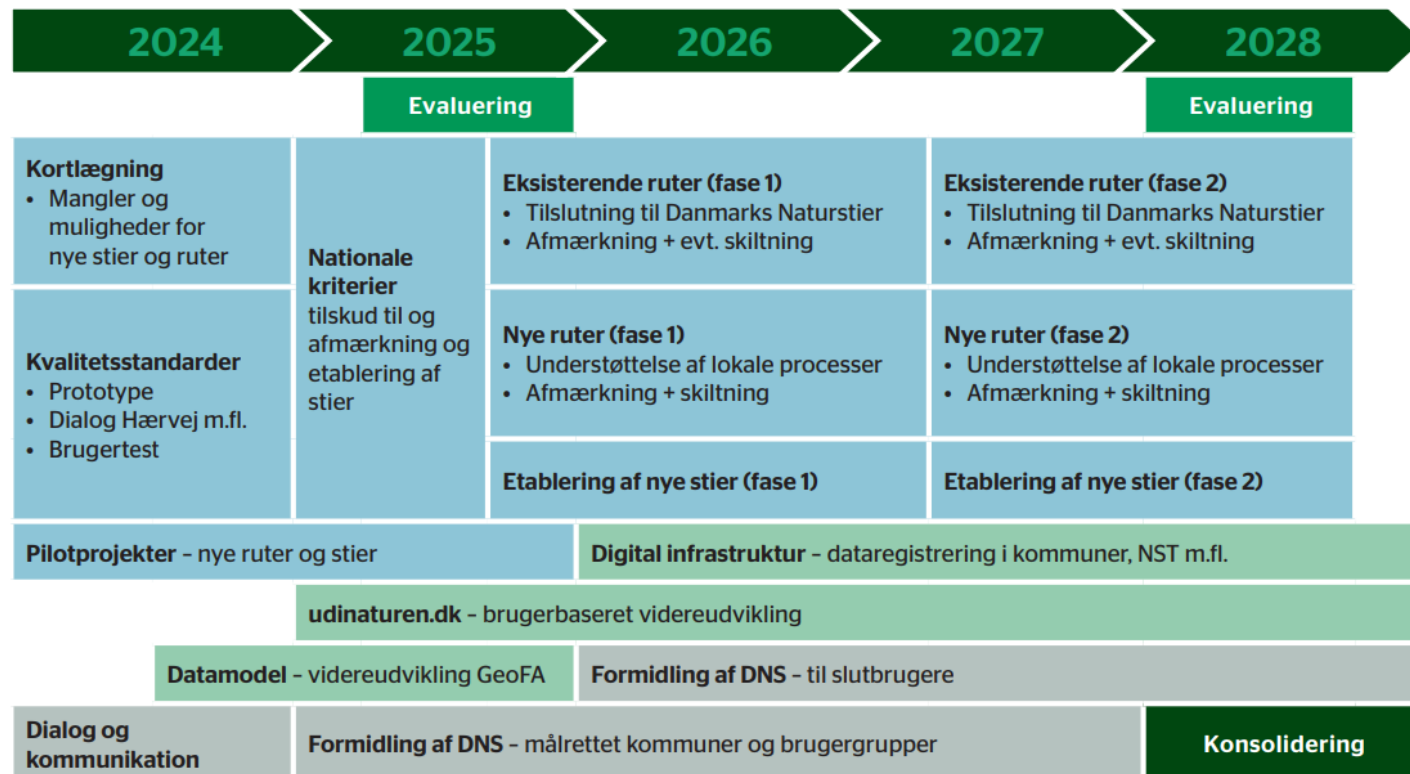 2024
2025
2026
2027
2028
Evaluering
Evaluering
Kortlægning
• Mangler og
muligheder for
nye stier og ruter
Kvalitetsstandarder
• Prototype
• Dialog Hærvej m.fl.
• Brugertest
Nationale
kriterier
tilskud til og
afmærkning og
etablering af
stier
Eksisterende ruter (fase 1)
• Tilslutning til Danmarks Naturstier
• Afmærkning + evt. skiltning
Eksisterende ruter (fase 2)
• Tilslutning til Danmarks Naturstier
• Afmærkning + evt. skiltning
Nye ruter (fase 1)
• Understøttelse af lokale processer
• Afmærkning + skiltning
Nye ruter (fase 2)
• Understøttelse af lokale processer
• Afmærkning + skiltning
Etablering af nye stier (fase 1)
Etablering af nye stier (fase 2)
Pilotprojekter – nye ruter og stier
Digital infrastruktur – dataregistrering i kommuner, NST m.fl.
udinaturen.dk – brugerbaseret videreudvikling
Datamodel – videreudvikling GeoFA
Formidling af DNS – til slutbrugere
Dialog og
kommunikation
Formidling af DNS – målrettet kommuner og brugergrupper
Konsolidering